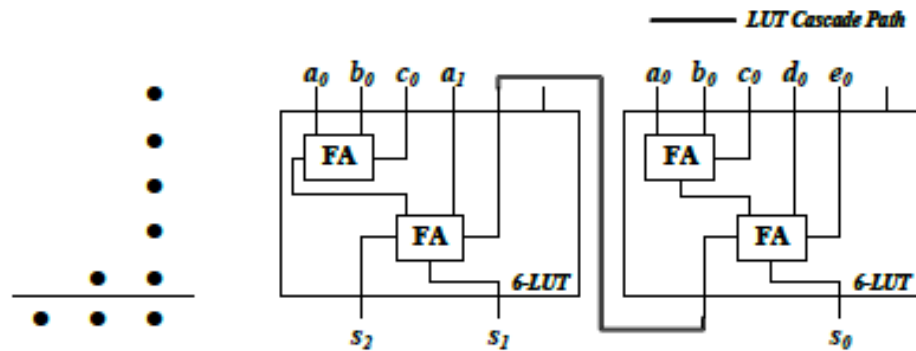 LUT Cascade Path
a₀ b₀ c₀ a₁ a₀ b₀ c₀ d₀ e₀
FA FA
FA FA
6-LUT 6-LUT
s₂ s₁ s₀